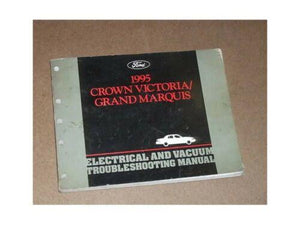 Ford
1995
CROWN VICTORIA/
GRAND MARQUIS
ELECTRICAL AND VACUUM
TROUBLESHOOTING MANUAL